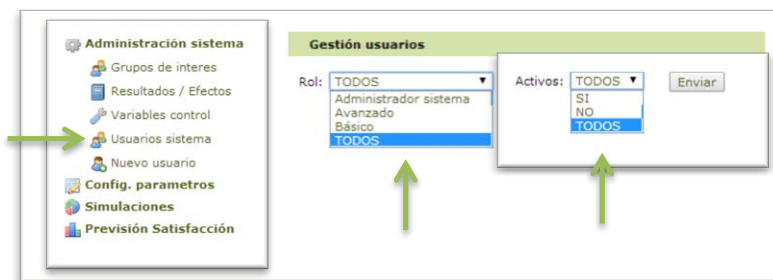 Administración sistema
Grupos de interes
Resultados / Efectos
Variables control
Usuarios sistema
Nuevo usuario
Config. parametros
Simulaciones
Previsión Satisfacción
Gestión usuarios
Rol: TODOS
Administrador sistema
Avanzado
Básico
TODOS
Activos: TODOS Enviar
SI
NO
TODOS